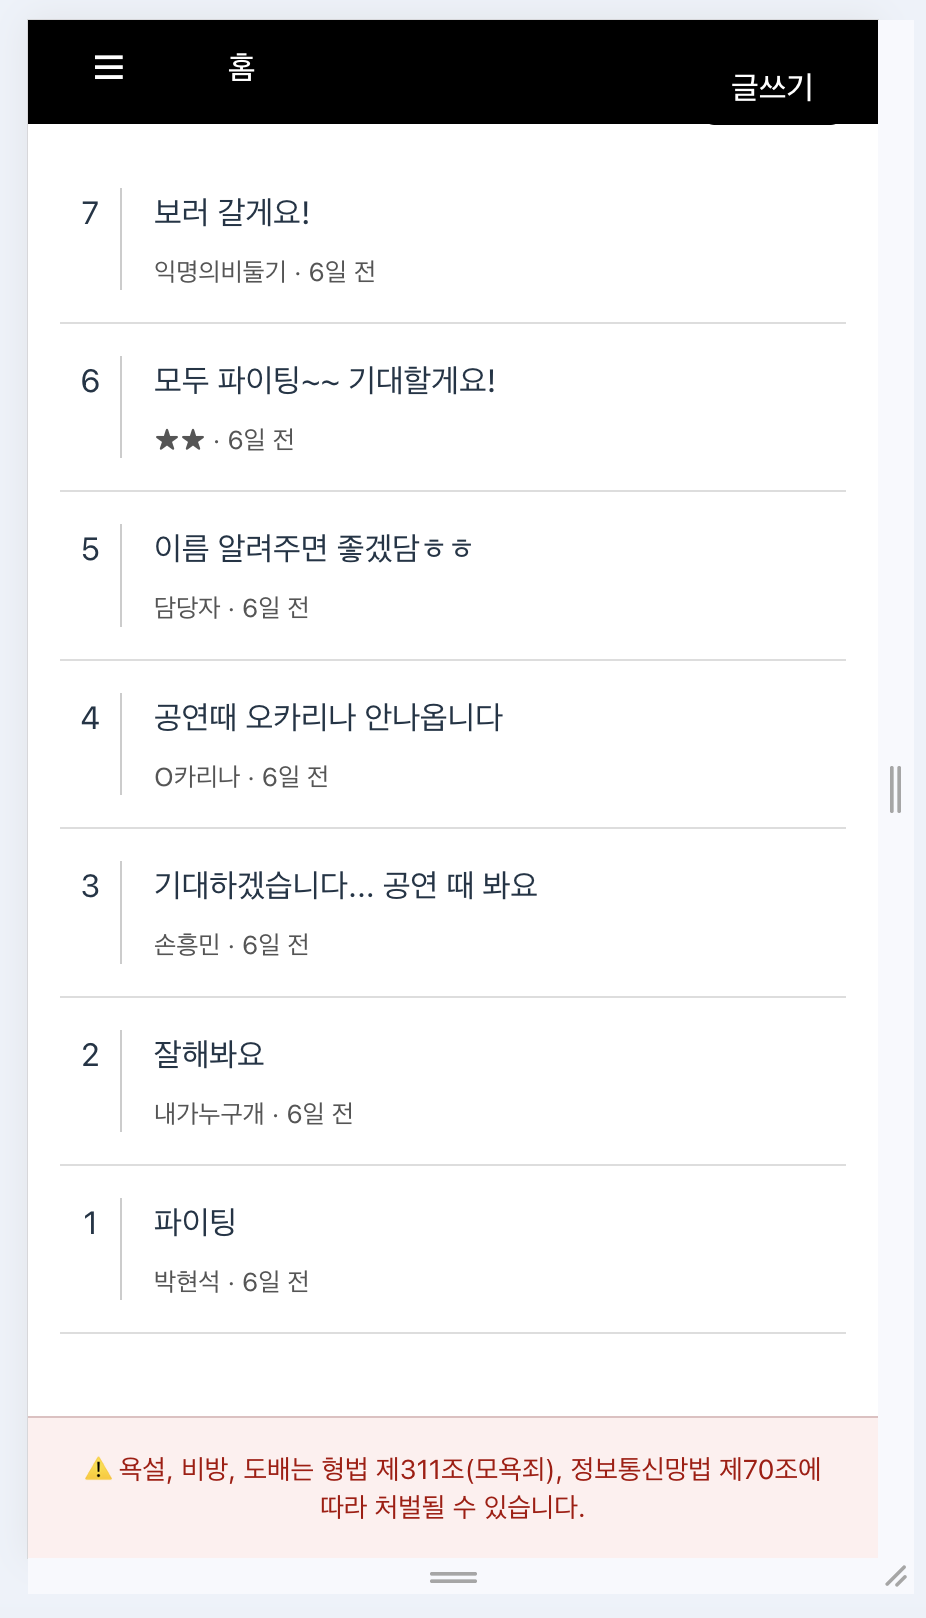 홈
글쓰기
7
보러 갈게요!
익명의비둘기 · 6일 전
6
모두 파이팅~~ 기대할게요!
★★ · 6일 전
5
이름 알려주면 좋겠담ㅎㅎ
담당자 · 6일 전
4
공연때 오카리나 안나옵니다
O카리나 · 6일 전
3
기대하겠습니다... 공연 때 봐요
손흥민 · 6일 전
2
잘해봐요
내가누구개 · 6일 전
1
파이팅
박현석 · 6일 전
⚠️ 욕설, 비방, 도배는 형법 제311조(모욕죄), 정보통신망법 제70조에
따라 처벌될 수 있습니다.